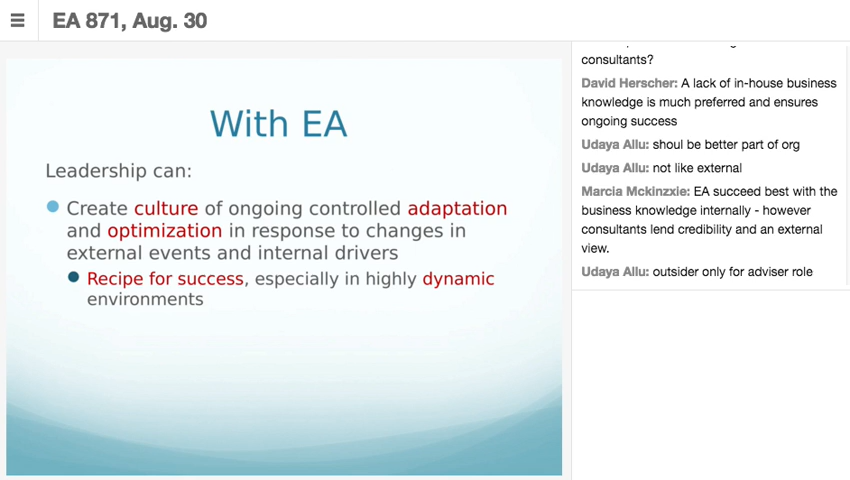 EA 871, Aug. 30
With EA
Leadership can:
Create culture of ongoing controlled adaptation
and optimization in response to changes in
external events and internal drivers
Recipe for success, especially in highly dynamic
environments
consultants?
David Herscher: A lack of in-house business
knowledge is much preferred and ensures
ongoing success
Udaya Allu: shoul be better part of org
Udaya Allu: not like external
Marcia Mckinzxie: EA succeed best with the
business knowledge internally - however
consultants lend credibility and an external
view.
Udaya Allu: outsider only for adviser role